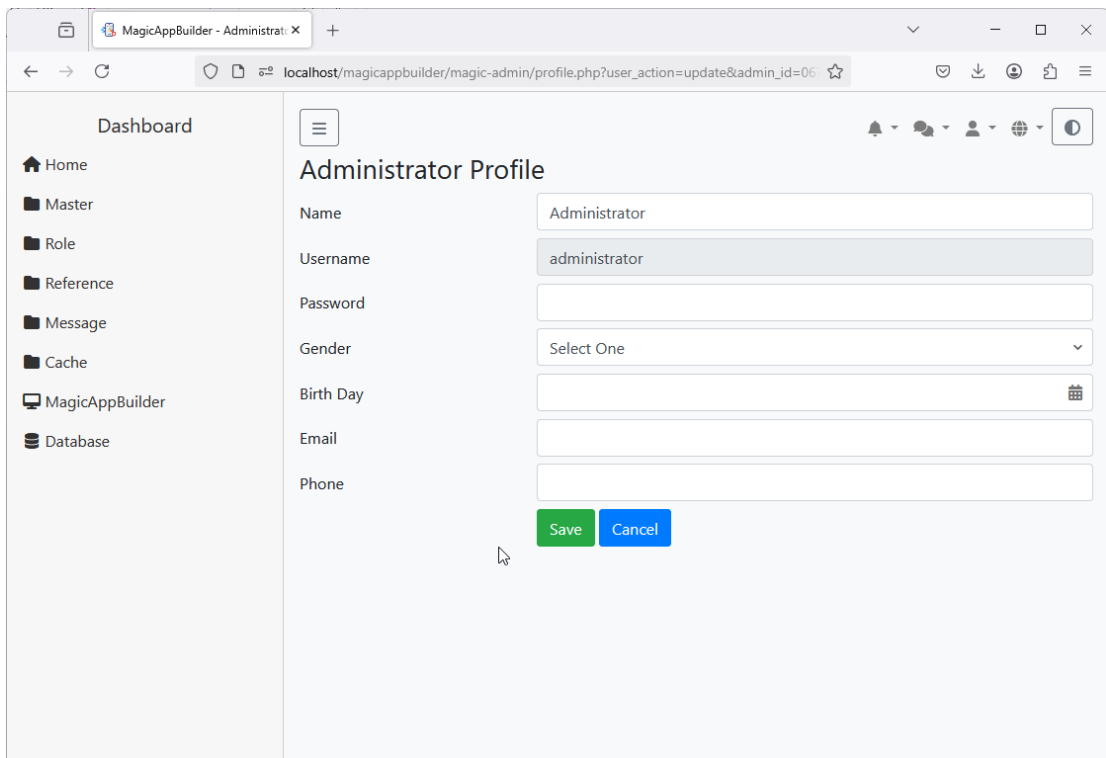 MagicAppBuilder - Administrat
localhost/magicappbuilder/magic-admin/profile.php?user_action=update&admin_id=06
Dashboard
Home
Master
Role
Reference
Message
Cache
MagicAppBuilder
Database
Administrator Profile
Name Administrator
Username administrator
Password
Gender Select One
Birth Day
Email
Phone
Save Cancel